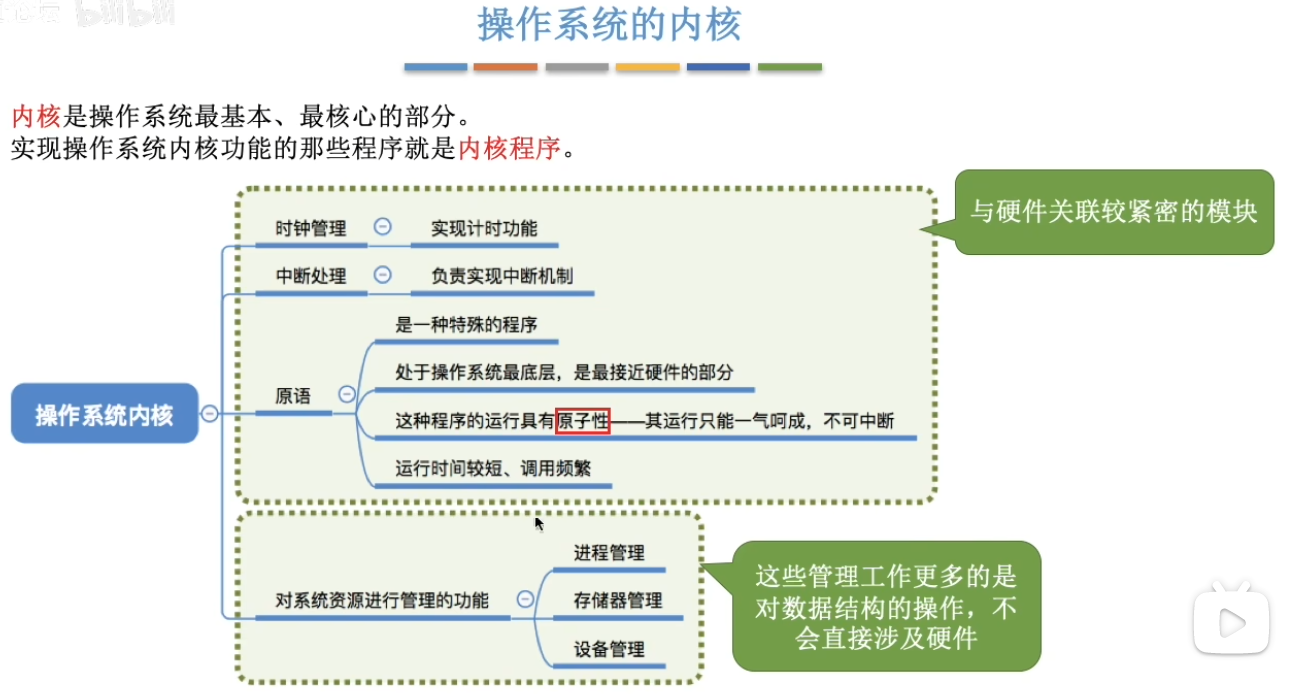 bilibili
操作系统的内核
内核是操作系统最基本、最核心的部分。
实现操作系统内核功能的那些程序就是内核程序。
与硬件关联较紧密的模块
时钟管理
实现计时功能
中断处理
负责实现中断机制
是一种特殊的程序
处于操作系统最底层，是最接近硬件的部分
原语
这种程序的运行具有原子性——其运行只能一气呵成，不可中断
运行时间较短、调用频繁
操作系统内核
进程管理
对系统资源进行管理的功能
存储器管理
设备管理
这些管理工作更多的是
对数据结构的操作，不
会直接涉及硬件